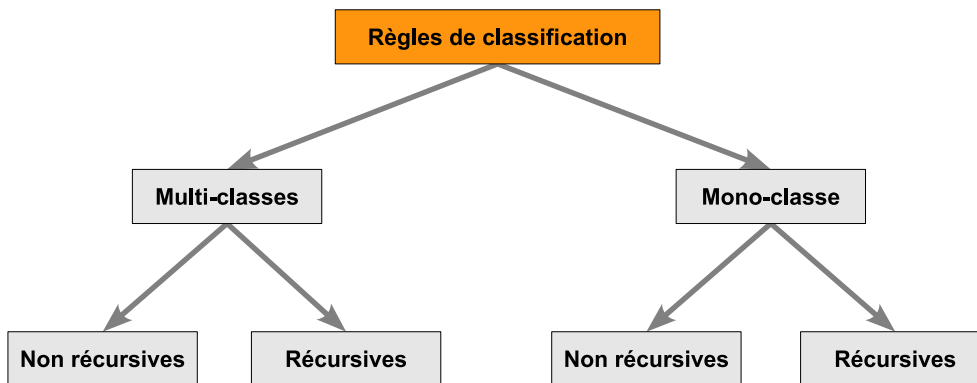 Règles de classification
Multi-classes
Mono-classe
Non récursives
Récursives
Non récursives
Récursives